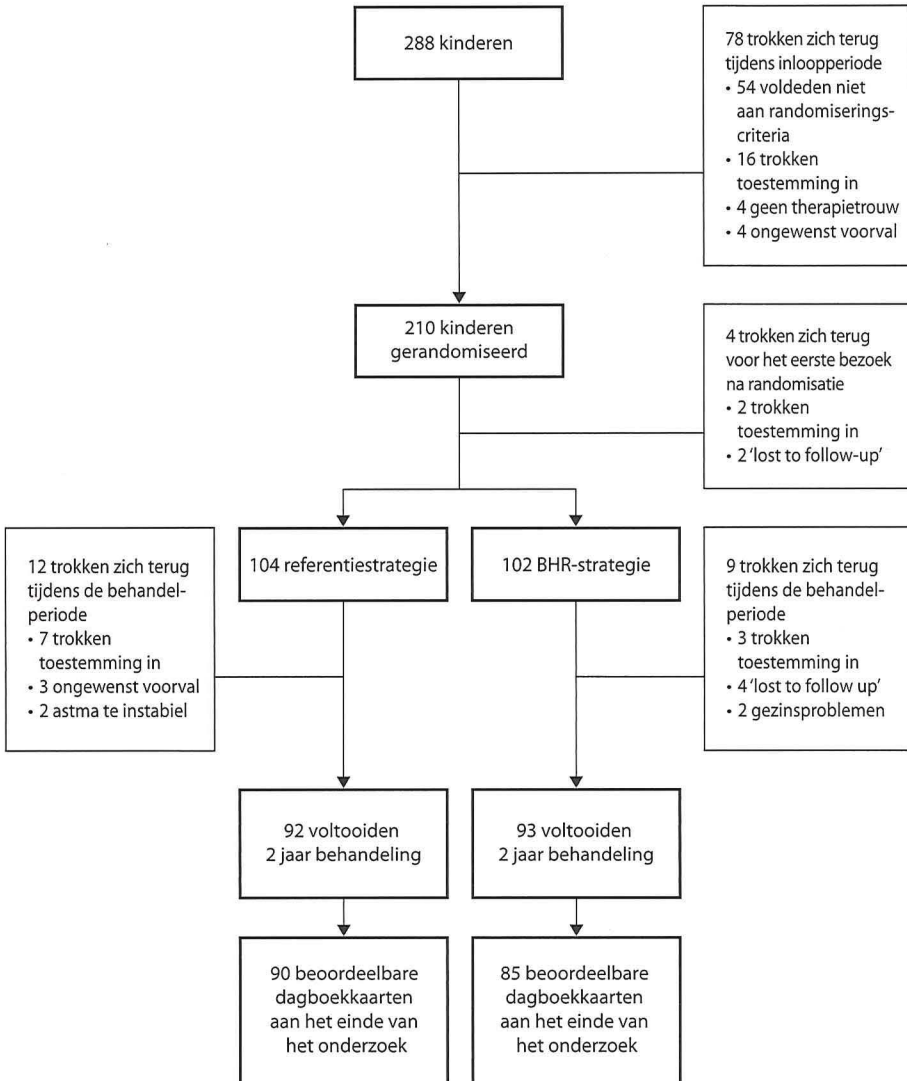 288 kinderen
78 trokken zich terug
tijdens inloopperiode
• 54 voldeden niet
aan randomiserings-
criteria
• 16 trokken
toestemming in
• 4 geen therapietrouw
• 4 ongewenst voorval
210 kinderen
gerandomiseerd
4 trokken zich terug
voor het eerste bezoek
na randomisatie
• 2 trokken
toestemming in
• 2 ‘lost to follow-up’
104 referentiestrategie
102 BHR-strategie
12 trokken zich terug
tijdens de behandel-
periode
• 7 trokken
toestemming in
• 3 ongewenst voorval
• 2 astma te instabiel
9 trokken zich terug
tijdens de behandel-
periode
• 3 trokken
toestemming in
• 4 ‘lost to follow up’
• 2 gezinsproblemen
92 voltooiden
2 jaar behandeling
93 voltooiden
2 jaar behandeling
90 beoordeelbare
dagboekkaarten
aan het einde van
het onderzoek
85 beoordeelbare
dagboekkaarten
aan het einde van
het onderzoek